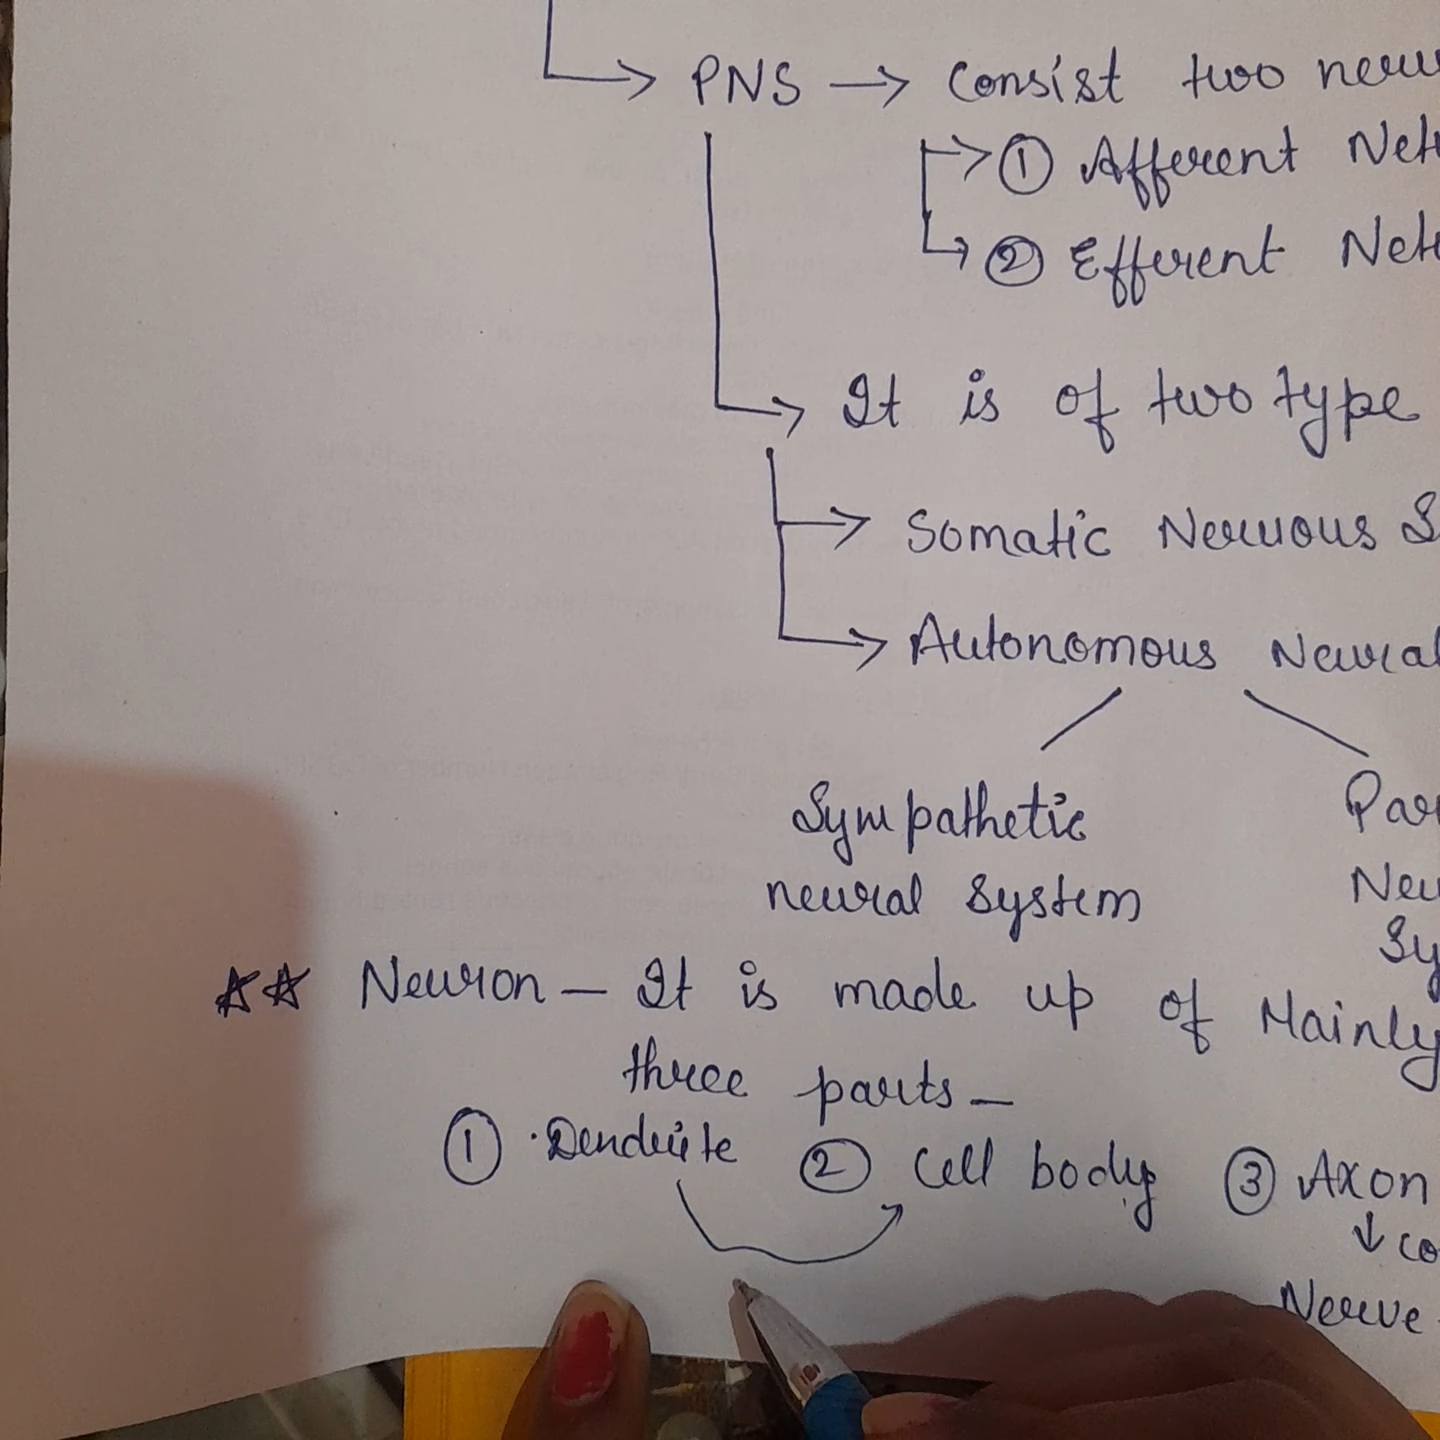 PNS → Consist two
① Afferent
② Efferent
It is of two type
Somatic Nervous
Autonomous Neural
Sympathetic
neural system
** Neuron — It is made up of Mainly
three parts —
① Dendrite ② Cell body ③ Axon
↓
Nerve